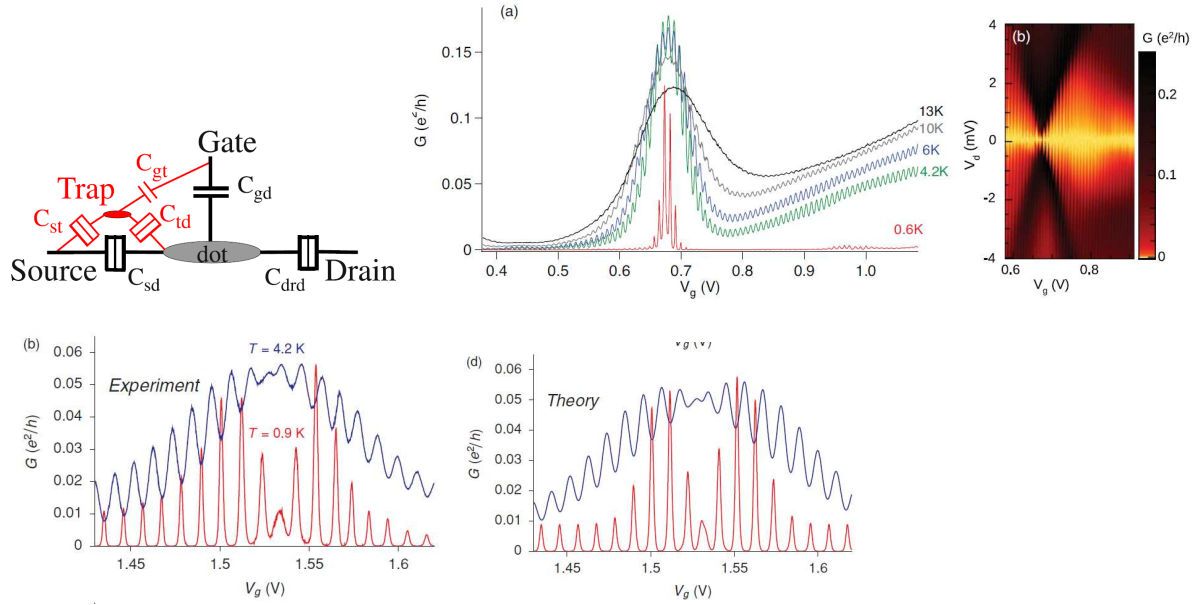 Gate
C_gt
Trap
C_gd
C_st
C_td
dot
Source
C_sd
C_drd
Drain
(a)
G (e²/h)
0.15
0.1
0.05
0
0.4
0.5
0.6
0.7
0.8
0.9
1.0
V_g (V)
13K
10K
6K
4.2K
0.6K
(b)
V_d (mV)
4
2
0
-2
-4
0.6
0.8
V_g (V)
G (e²/h)
0.2
0.1
0
(b)
G (e²/h)
0.06
0.05
0.04
0.03
0.02
0.01
0
Experiment
T = 4.2 K
T = 0.9 K
1.45
1.5
1.55
1.6
V_g (V)
V_g (V)
(d)
G (e²/h)
0.06
0.05
0.04
0.03
0.02
0.01
0
Theory
1.45
1.5
1.55
1.6
V_g (V)